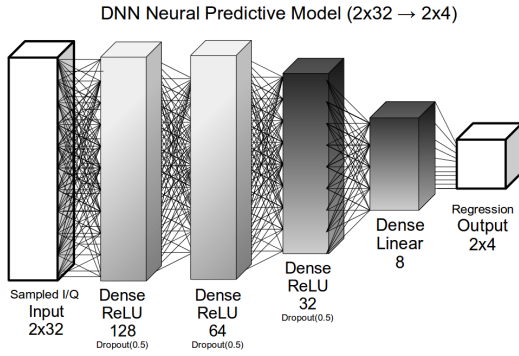 DNN Neural Predictive Model (2x32 → 2x4)
Sampled I/Q
Input
2x32
Dense
ReLU
128
Dropout(0.5)
Dense
ReLU
64
Dropout(0.5)
Dense
ReLU
32
Dropout(0.5)
Dense
Linear
8
Regression
Output
2x4